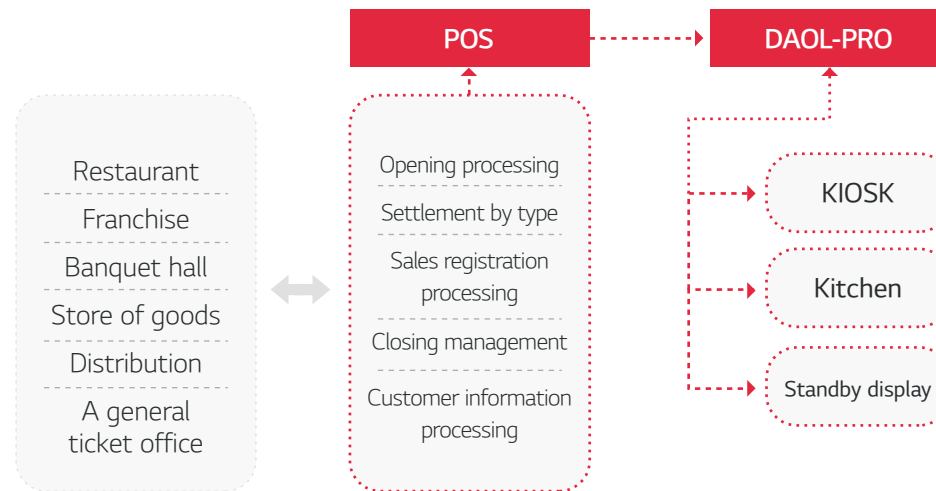 POS
DAOL-PRO
Restaurant
Franchise
Banquet hall
Store of goods
Distribution
A general
ticket office
Opening processing
Settlement by type
Sales registration
processing
Closing management
Customer information
processing
KIOSK
Kitchen
Standby display